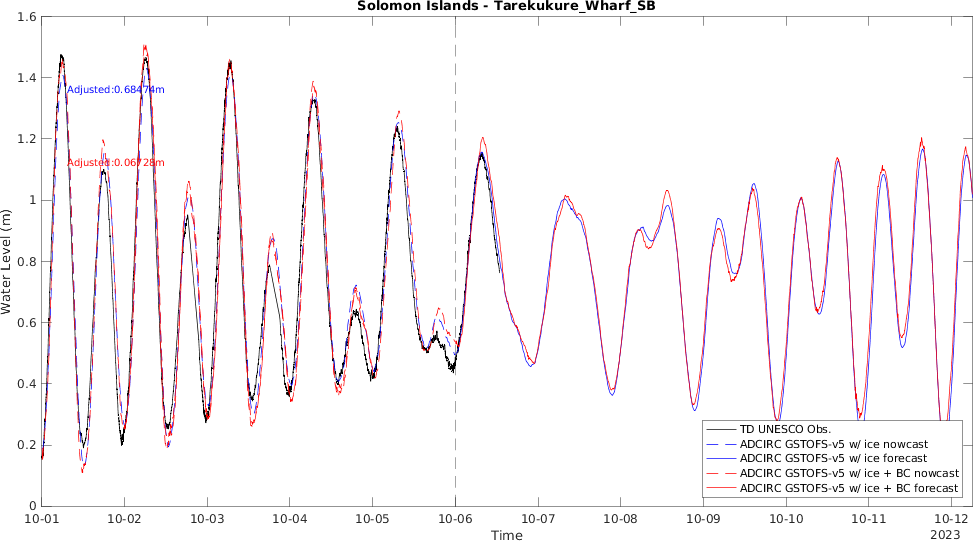 Solomon Islands - Tarekukure_Wharf_SB
1.6
1.4
1.2
1
0.8
0.6
0.4
0.2
0
Water Level (m)
Adjusted:0.68474m
Adjusted:0.06728m
TD UNESCO Obs.
ADCIRC GSTOFS-v5 w/ ice nowcast
ADCIRC GSTOFS-v5 w/ ice forecast
ADCIRC GSTOFS-v5 w/ ice + BC nowcast
ADCIRC GSTOFS-v5 w/ ice + BC forecast
10-01 10-02 10-03 10-04 10-05 10-06 10-07 10-08 10-09 10-10 10-11 10-12
2023
Time